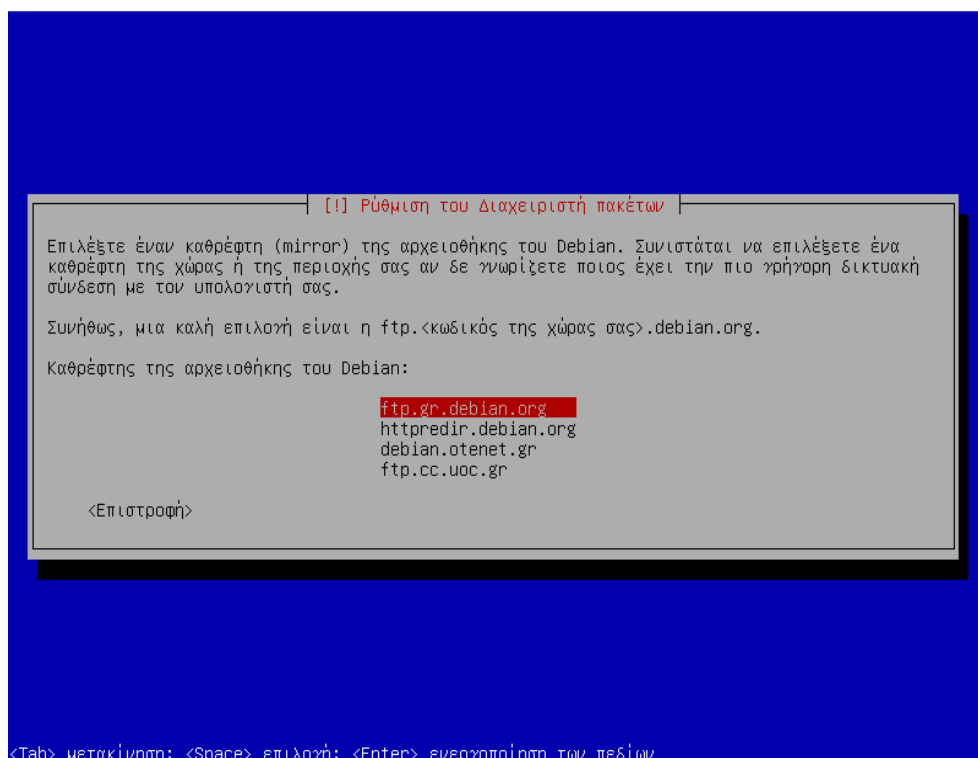 [!] Ρύθμιση του Διαχειριστή πακέτων
Επιλέξτε έναν καθρέφτη (mirror) της αρχειοθήκης του Debian. Συνιστάται να επιλέξετε ένα
καθρέφτη της χώρας ή της περιοχής σας αν δε γνωρίζετε ποιος έχει την πιο γρήγορη δικτυακή
σύνδεση με τον υπολογιστή σας.
Συνήθως, μια καλή επιλογή είναι η ftp.<κωδικός της χώρας σας>.debian.org.
Καθρέφτης της αρχειοθήκης του Debian:
ftp.gr.debian.org
httpredir.debian.org
debian.otenet.gr
ftp.cc.uoc.gr
<Επιστροφή>
<Tab> μετακίνηση; <Space> επιλογή; <Enter> ενεργοποίηση των πεδίων